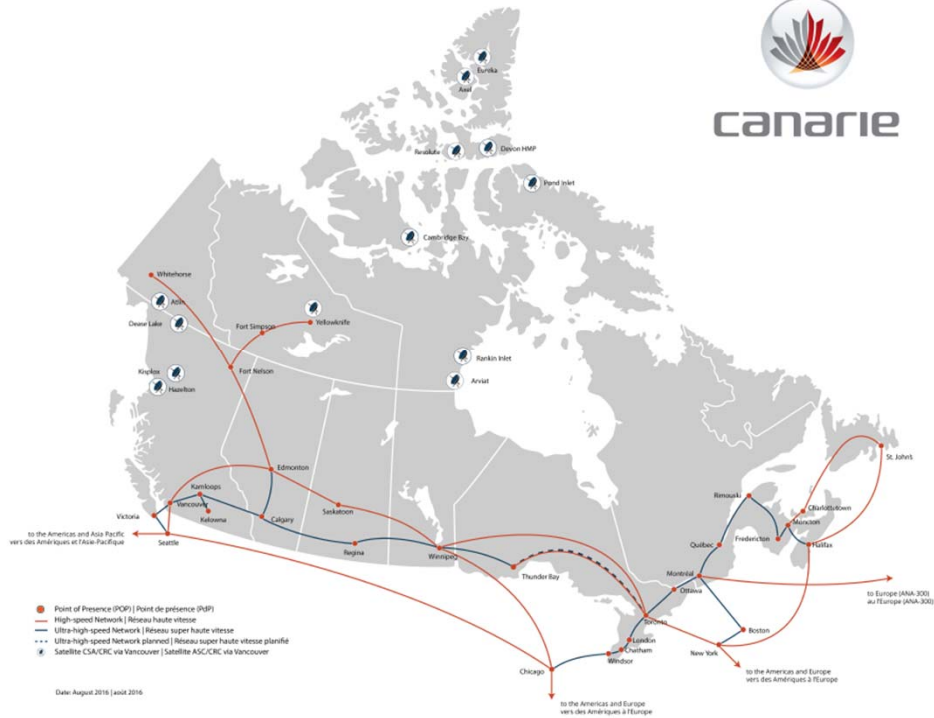 canarie
Eureka
Axel
Resolute
Devon HMP
Pond Inlet
Cambridge Bay
Whitehorse
Atlin
Dease Lake
Fort Simpson
Yellowknife
Fort Nelson
Kispiox
Hazelton
Rankin Inlet
Arviat
Edmonton
Kamloops
Vancouver
Kelowna
Victoria
Seattle
Calgary
Saskatoon
Regina
Winnipeg
Thunder Bay
St. John's
Rimouski
Charlottetown
Moncton
Fredericton
Halifax
Québec
Montréal
Ottawa
Toronto
London
Chatham
Windsor
Boston
New York
Chicago
to the Americas and Asia Pacific
vers des Amériques et l'Asie-Pacifique
to Europe (ANA-300)
au l'Europe (ANA-300)
to the Americas and Europe
vers des Amériques à l'Europe
to the Americas and Europe
vers des Amériques à l'Europe
Point of Presence (POP) | Point de présence (PdP)
High-speed Network | Réseau haute vitesse
Ultra-high-speed Network | Réseau super haute vitesse
Ultra-high-speed Network planned | Réseau super haute vitesse planifié
Satellite CSA/CRC via Vancouver | Satellite ASC/CRC via Vancouver
Date: August 2016 | août 2016